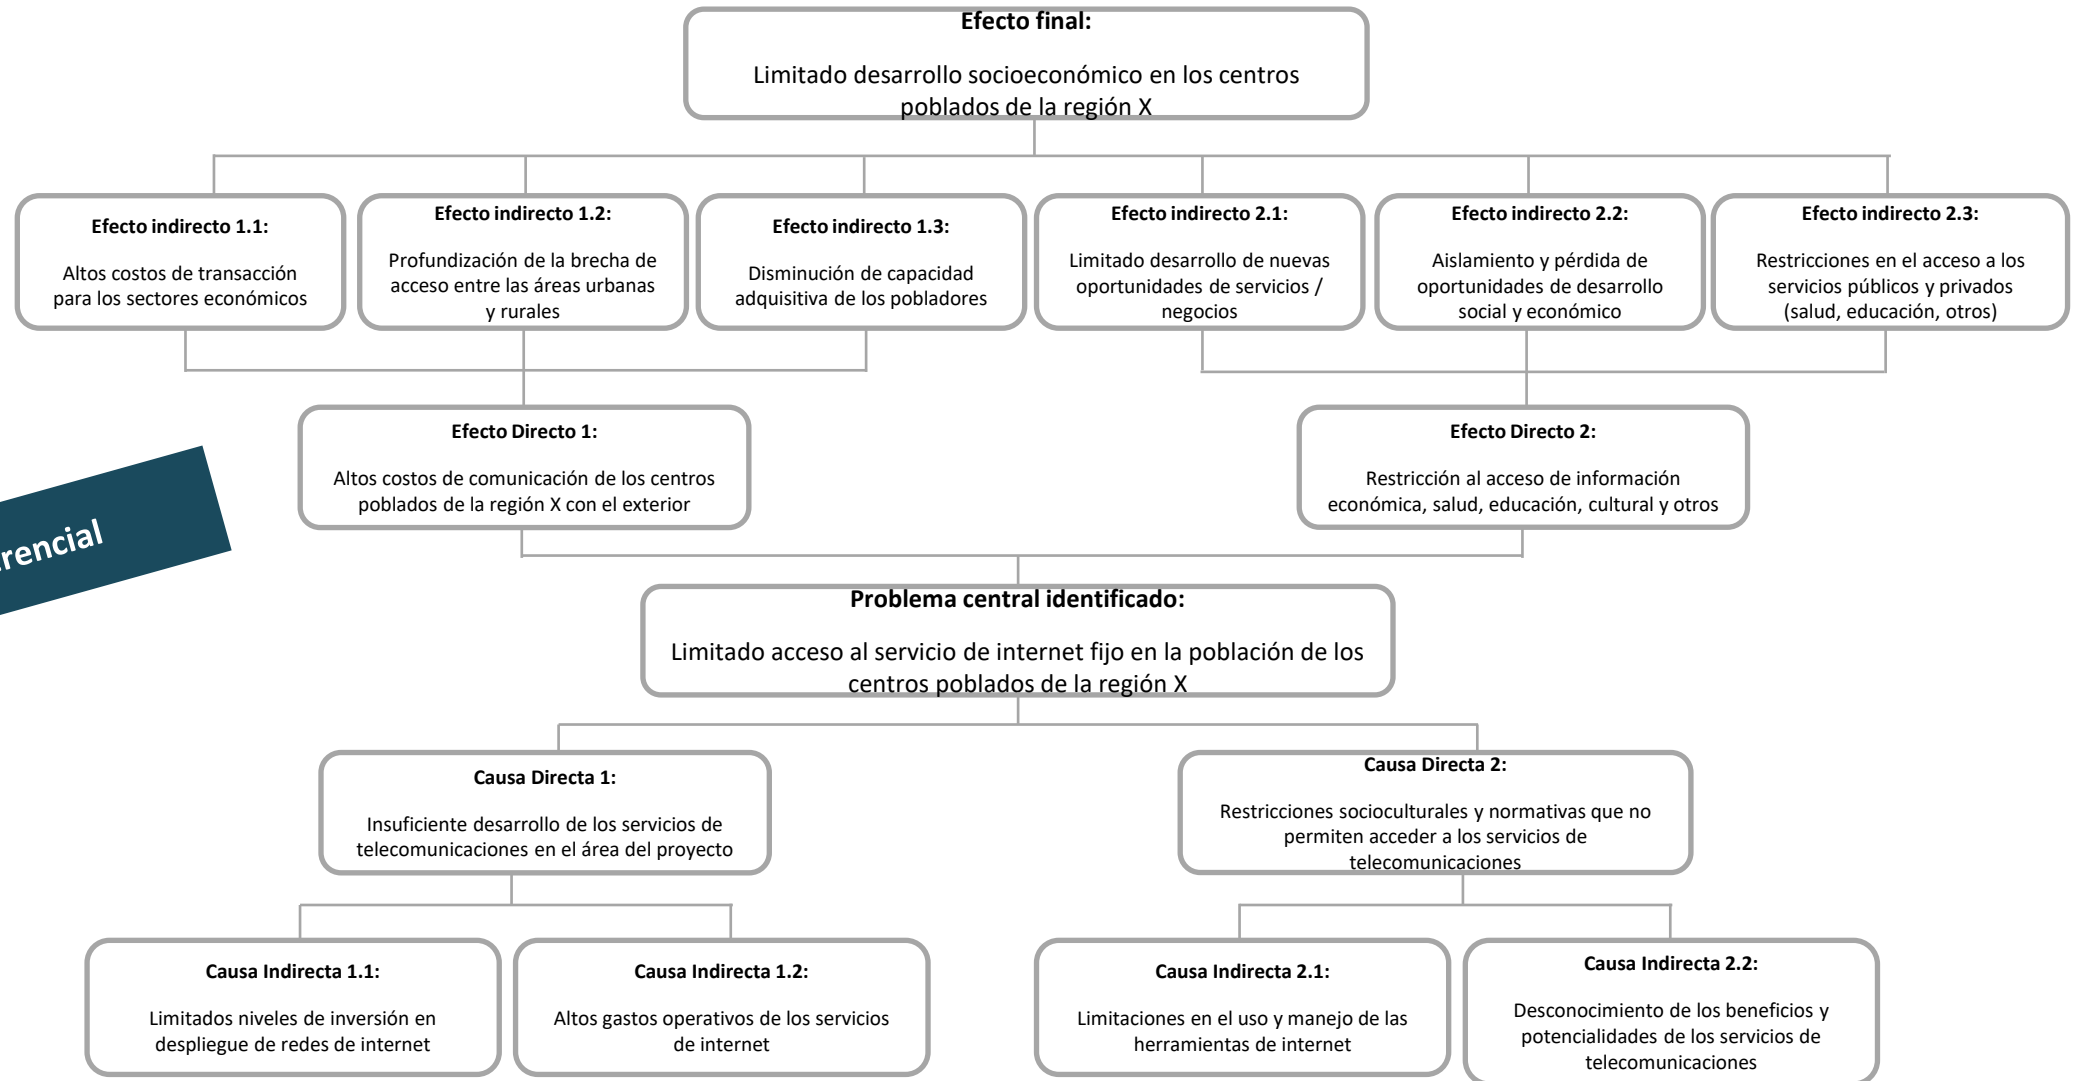 Efecto final:
Limitado desarrollo socioeconómico en los centros
poblados de la región X
Efecto indirecto 1.1:
Altos costos de transacción
para los sectores económicos
Efecto indirecto 1.2:
Profundización de la brecha de
acceso entre las áreas urbanas
y rurales
Efecto indirecto 1.3:
Disminución de capacidad
adquisitiva de los pobladores
Efecto indirecto 2.1:
Limitado desarrollo de nuevas
oportunidades de servicios /
negocios
Efecto indirecto 2.2:
Aislamiento y pérdida de
oportunidades de desarrollo
social y económico
Efecto indirecto 2.3:
Restricciones en el acceso a los
servicios públicos y privados
(salud, educación, otros)
Efecto Directo 1:
Altos costos de comunicación de los centros
poblados de la región X con el exterior
Efecto Directo 2:
Restricción al acceso de información
económica, salud, educación, cultural y otros
rencial
Problema central identificado:
Limitado acceso al servicio de internet fijo en la población de los
centros poblados de la región X
Causa Directa 1:
Insuficiente desarrollo de los servicios de
telecomunicaciones en el área del proyecto
Causa Directa 2:
Restricciones socioculturales y normativas que no
permiten acceder a los servicios de
telecomunicaciones
Causa Indirecta 1.1:
Limitados niveles de inversión en
despliegue de redes de internet
Causa Indirecta 1.2:
Altos gastos operativos de los servicios
de internet
Causa Indirecta 2.1:
Limitaciones en el uso y manejo de las
herramientas de internet
Causa Indirecta 2.2:
Desconocimiento de los beneficios y
potencialidades de los servicios de
telecomunicaciones